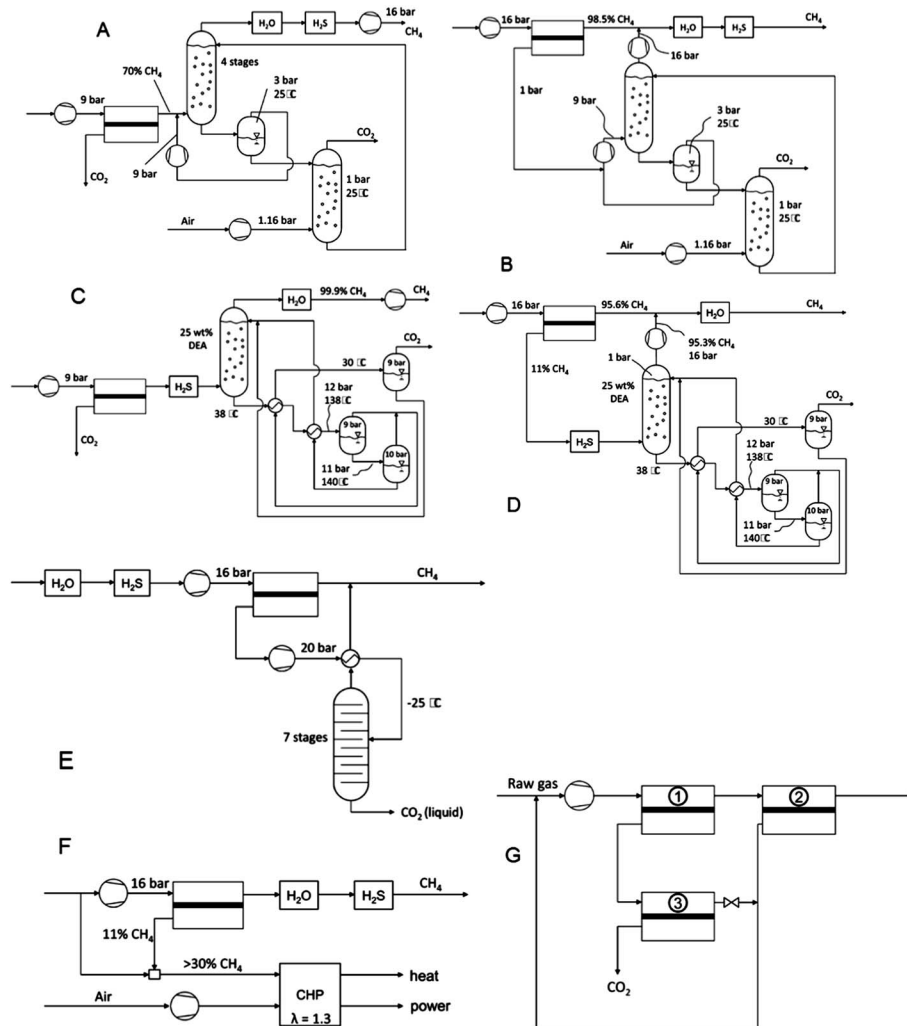 A
H₂O
H₂S
16 bar
CH₄
4 stages
70% CH₄
3 bar
25 °C
9 bar
CO₂
9 bar
CO₂
1 bar
25 °C
Air
1.16 bar
16 bar
98.5% CH₄
H₂O
H₂S
CH₄
16 bar
1 bar
9 bar
3 bar
25 °C
CO₂
1 bar
25 °C
Air
1.16 bar
B
C
H₂O
99.9% CH₄
CH₄
25 wt%
DEA
CO₂
30 °C
9 bar
9 bar
H₂S
12 bar
138 °C
38 °C
9 bar
CO₂
10 bar
11 bar
140 °C
16 bar
95.6% CH₄
H₂O
CH₄
95.3% CH₄
16 bar
11% CH₄
1 bar
25 wt%
DEA
CO₂
30 °C
9 bar
H₂S
12 bar
138 °C
38 °C
9 bar
10 bar
11 bar
140 °C
D
H₂O
H₂S
16 bar
CH₄
20 bar
-25 °C
7 stages
E
CO₂ (liquid)
F
16 bar
H₂O
H₂S
CH₄
11% CH₄
>30% CH₄
heat
CHP
Air
power
λ = 1.3
Raw gas
1
2
G
3
CO₂